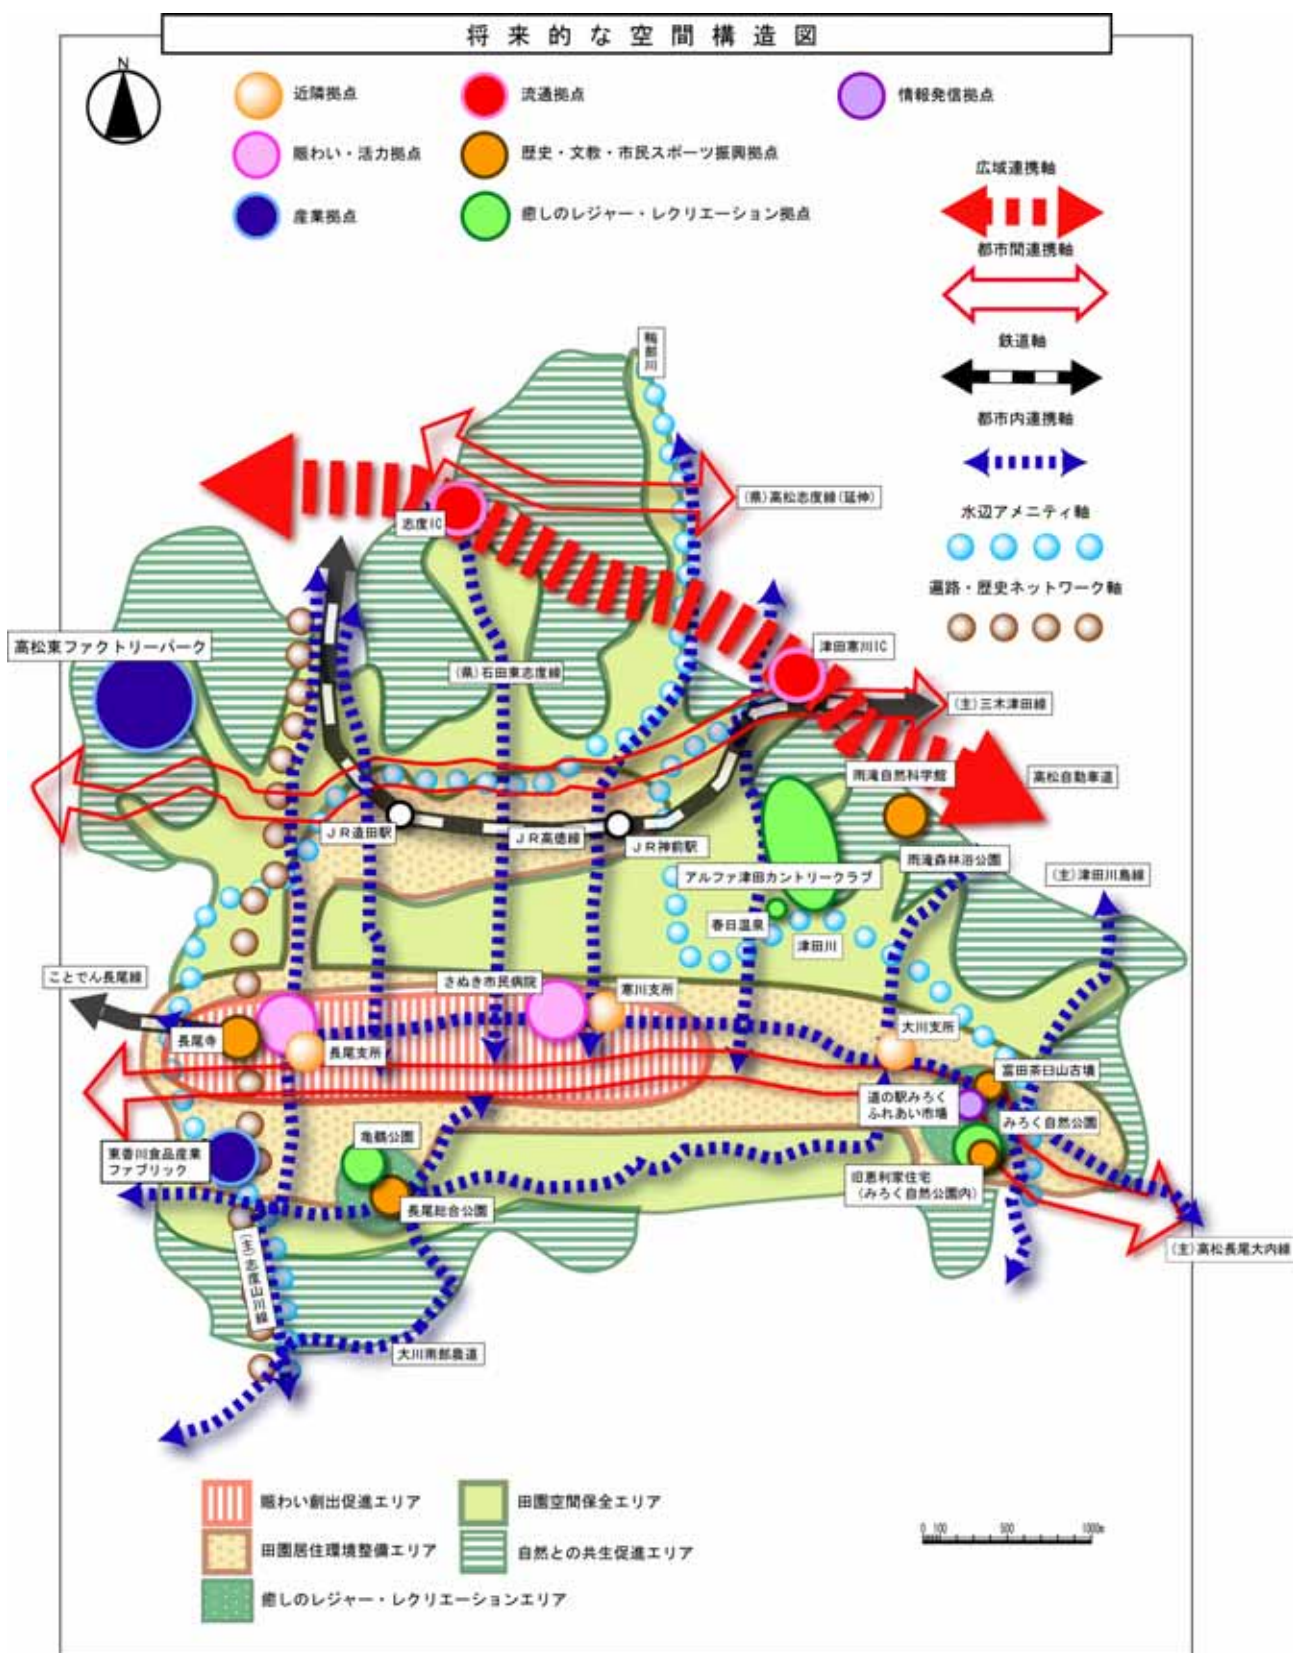 将来的な空間構造図
N
近隣拠点
流通拠点
情報発信拠点
賑わい・活力拠点
歴史・文教・市民スポーツ振興拠点
産業拠点
癒しのレジャー・レクリエーション拠点
広域連携軸
都市間連携軸
鉄道軸
都市内連携軸
水辺アメニティ軸
遍路・歴史ネットワーク軸
鴨部川
(県)高松志度線(延伸)
志度IC
高松東ファクトリーパーク
(県)石田東志度線
津田寒川IC
(主)三木津田線
雨滝自然科学館
高松自動車道
JR造田駅
JR高徳線
JR神前駅
雨滝森林浴公園
アルファ津田カントリークラブ
(主)津田川島線
春日温泉
津田川
ことでん長尾線
さぬき市民病院
寒川支所
大川支所
長尾寺
長尾支所
富田茶臼山古墳
道の駅みろく
ふれあい市場
みろく自然公園
亀鶴公園
東香川食品産業
ファブリック
旧恵利家住宅
(みろく自然公園内)
長尾総合公園
(主)志度山川線
(主)高松長尾大内線
大川南部農道
賑わい創出促進エリア
田園空間保全エリア
田園居住環境整備エリア
自然との共生促進エリア
癒しのレジャー・レクリエーションエリア
0 100 500 1000m